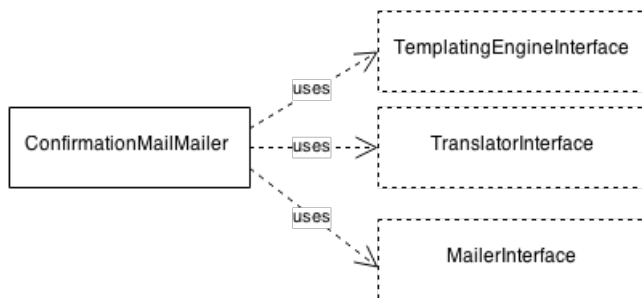 TemplatingEngineInterface
uses
ConfirmationMailMailer
uses
TranslatorInterface
uses
MailerInterface